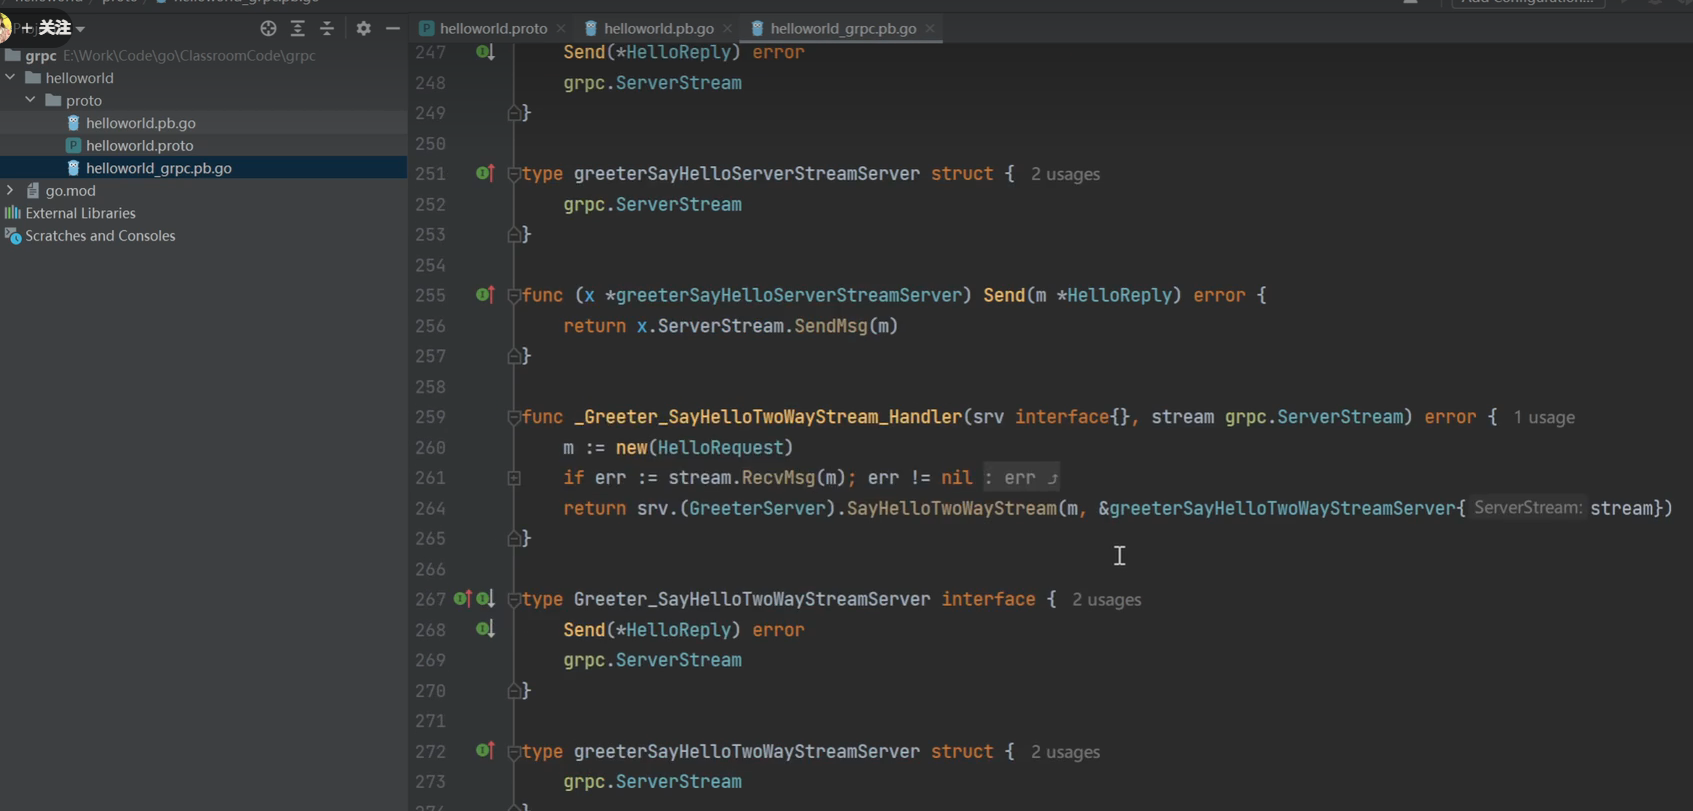 + 关注
grpc E:\Work\Code\go\ClassroomCode\grpc
helloworld
proto
helloworld.pb.go
helloworld.proto
helloworld_grpc.pb.go
go.mod
External Libraries
Scratches and Consoles
helloworld.proto helloworld.pb.go helloworld_grpc.pb.go
247 Send(*HelloReply) error
248 grpc.ServerStream
249 }
250
251 type greeterSayHelloServerStreamServer struct { 2 usages
252 grpc.ServerStream
253 }
254
255 func (x *greeterSayHelloServerStreamServer) Send(m *HelloReply) error {
256 return x.ServerStream.SendMsg(m)
257 }
258
259 func _Greeter_SayHelloTwoWayStream_Handler(srv interface{}, stream grpc.ServerStream) error { 1 usage
260 m := new(HelloRequest)
261 if err := stream.RecvMsg(m); err != nil : err
264 return srv.(GreeterServer).SayHelloTwoWayStream(m, &greeterSayHelloTwoWayStreamServer{ ServerStream: stream})
265 }
266
267 type Greeter_SayHelloTwoWayStreamServer interface { 2 usages
268 Send(*HelloReply) error
269 grpc.ServerStream
270 }
271
272 type greeterSayHelloTwoWayStreamServer struct { 2 usages
273 grpc.ServerStream